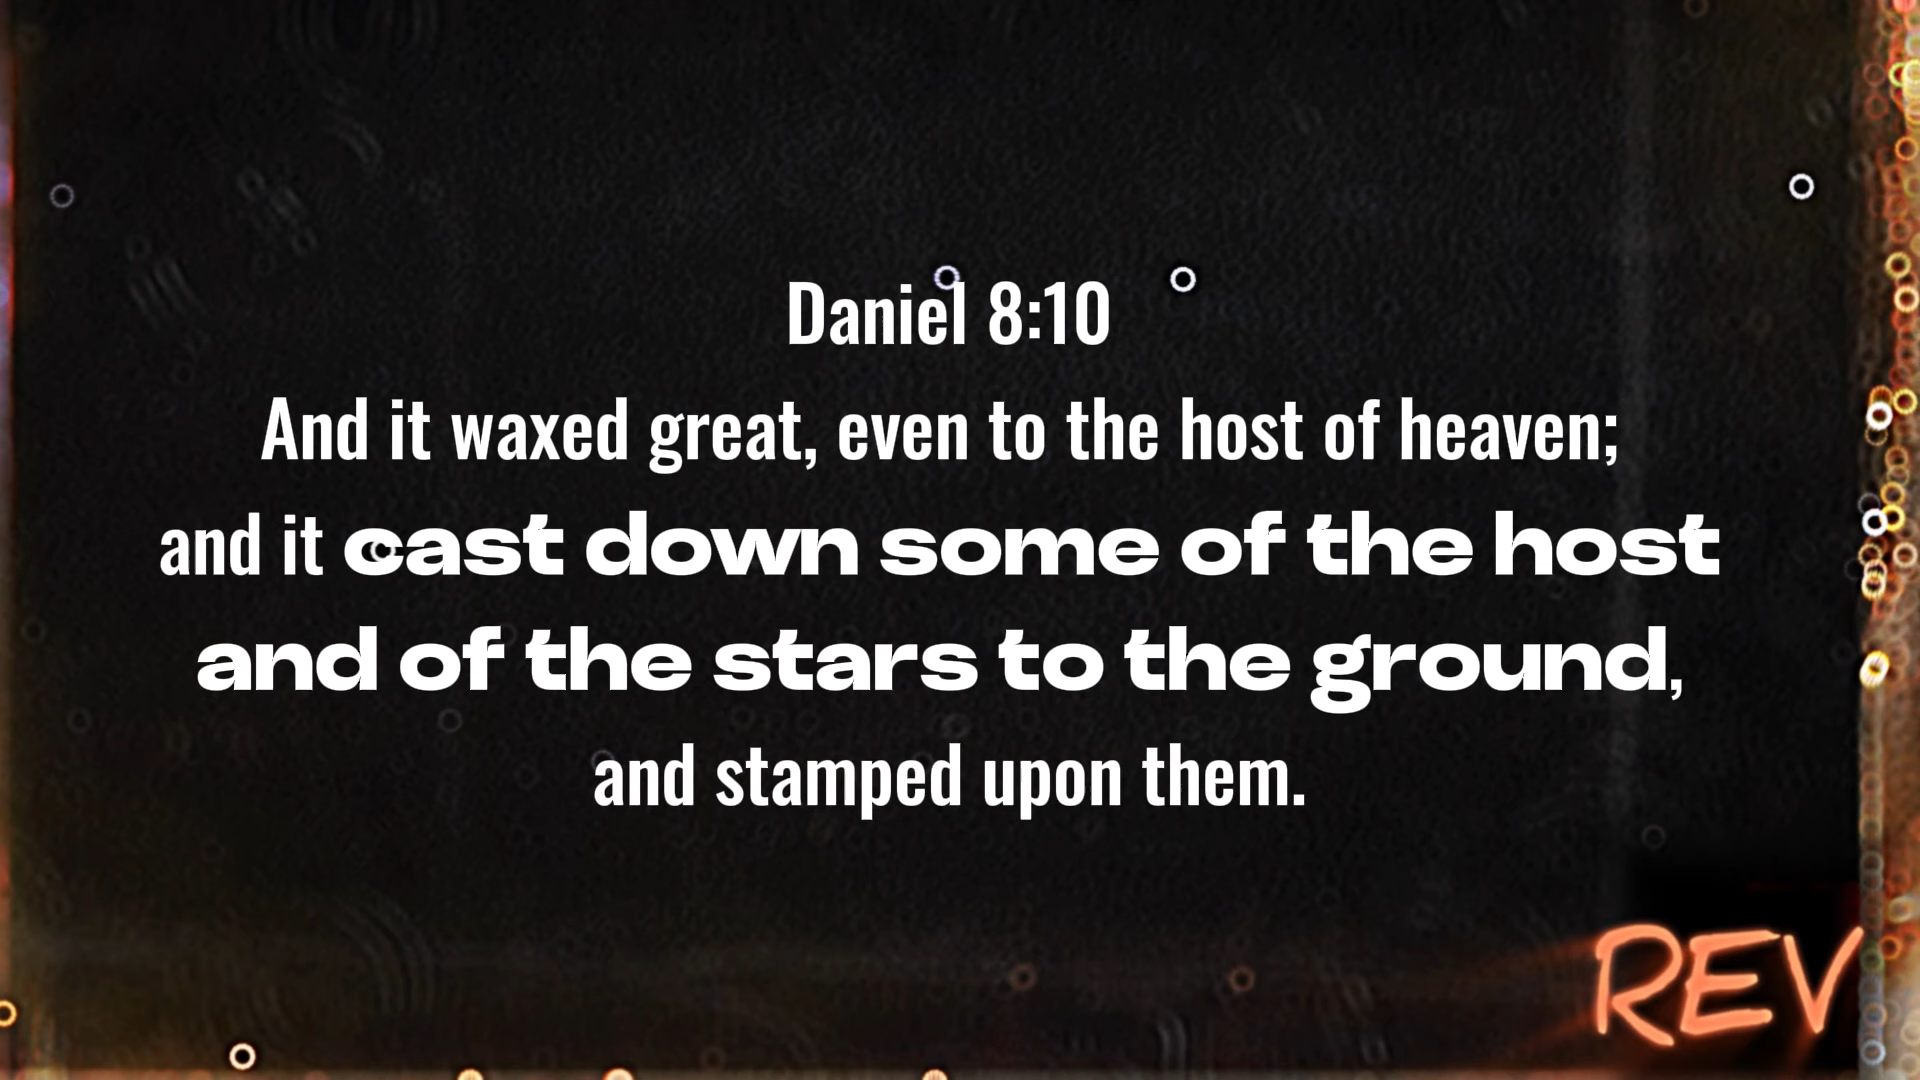 Daniel 8:10
And it waxed great, even to the host of heaven;
and it cast down some of the host
and of the stars to the ground,
and stamped upon them.
REV